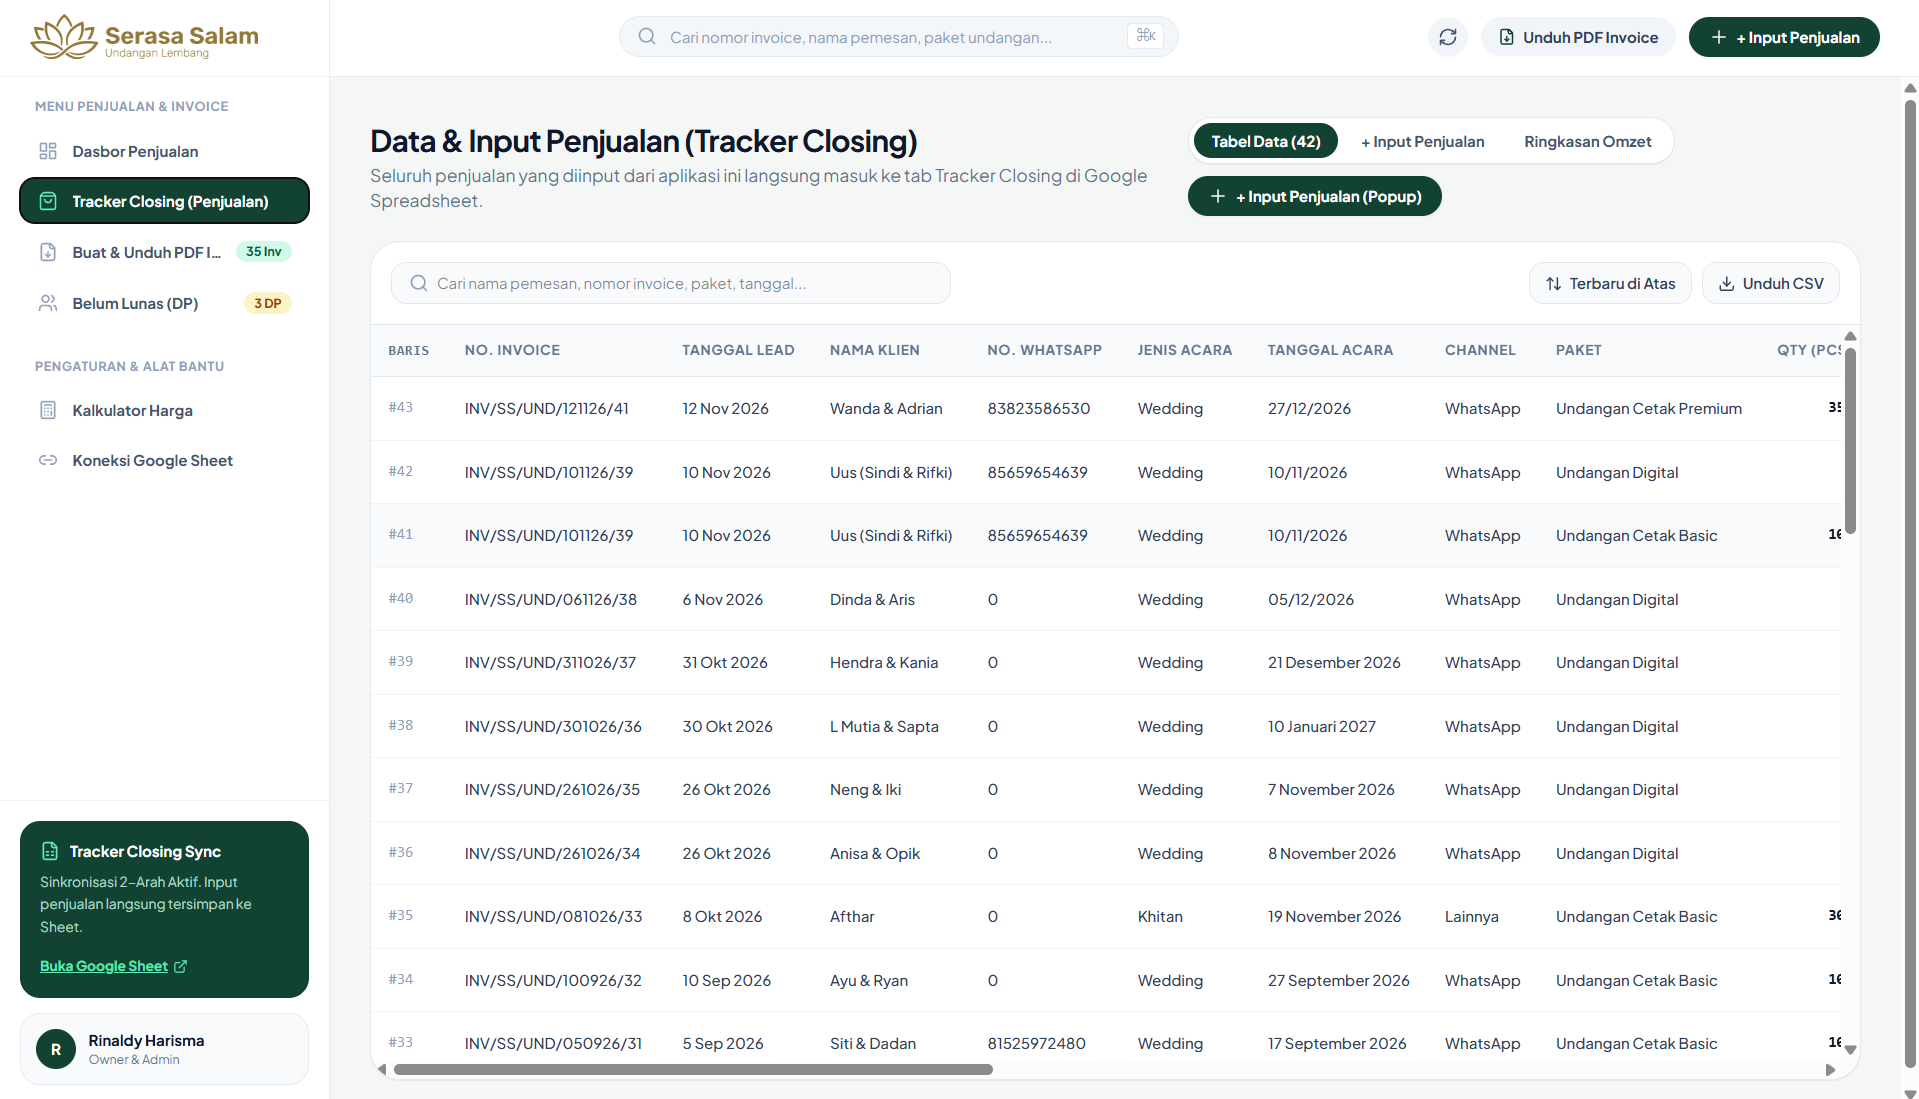 Serasa Salam
Undangan Lembang
Cari nomor invoice, nama pemesan, paket undangan...
⌘K
Unduh PDF Invoice
+ Input Penjualan
MENU PENJUALAN & INVOICE
Dasbor Penjualan
Tracker Closing (Penjualan)
Buat & Unduh PDF I... 35 Inv
Belum Lunas (DP) 3 DP
PENGATURAN & ALAT BANTU
Kalkulator Harga
Koneksi Google Sheet
Tracker Closing Sync
Sinkronisasi 2-Arah Aktif. Input
penjualan langsung tersimpan ke
Sheet.
Buka Google Sheet
R
Rinaldy Harisma
Owner & Admin
Data & Input Penjualan (Tracker Closing)
Seluruh penjualan yang diinput dari aplikasi ini langsung masuk ke tab Tracker Closing di Google
Spreadsheet.
Tabel Data (42) + Input Penjualan Ringkasan Omzet
+ Input Penjualan (Popup)
Cari nama pemesan, nomor invoice, paket, tanggal...
Terbaru di Atas
Unduh CSV
BARIS NO. INVOICE TANGGAL LEAD NAMA KLIEN NO. WHATSAPP JENIS ACARA TANGGAL ACARA CHANNEL PAKET QTY (PCS
#43 INV/SS/UND/121126/41 12 Nov 2026 Wanda & Adrian 83823586530 Wedding 27/12/2026 WhatsApp Undangan Cetak Premium 35
#42 INV/SS/UND/101126/39 10 Nov 2026 Uus (Sindi & Rifki) 85659654639 Wedding 10/11/2026 WhatsApp Undangan Digital
#41 INV/SS/UND/101126/39 10 Nov 2026 Uus (Sindi & Rifki) 85659654639 Wedding 10/11/2026 WhatsApp Undangan Cetak Basic 10
#40 INV/SS/UND/061126/38 6 Nov 2026 Dinda & Aris 0 Wedding 05/12/2026 WhatsApp Undangan Digital
#39 INV/SS/UND/311026/37 31 Okt 2026 Hendra & Kania 0 Wedding 21 Desember 2026 WhatsApp Undangan Digital
#38 INV/SS/UND/301026/36 30 Okt 2026 L Mutia & Sapta 0 Wedding 10 Januari 2027 WhatsApp Undangan Digital
#37 INV/SS/UND/261026/35 26 Okt 2026 Neng & Iki 0 Wedding 7 November 2026 WhatsApp Undangan Digital
#36 INV/SS/UND/261026/34 26 Okt 2026 Anisa & Opik 0 Wedding 8 November 2026 WhatsApp Undangan Digital
#35 INV/SS/UND/081026/33 8 Okt 2026 Afthar 0 Khitan 19 November 2026 Lainnya Undangan Cetak Basic 30
#34 INV/SS/UND/100926/32 10 Sep 2026 Ayu & Ryan 0 Wedding 27 September 2026 WhatsApp Undangan Cetak Basic 10
#33 INV/SS/UND/050926/31 5 Sep 2026 Siti & Dadan 81525972480 Wedding 17 September 2026 WhatsApp Undangan Cetak Basic 10